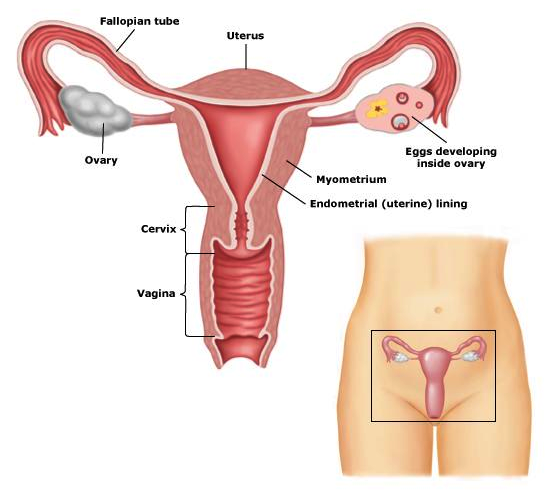 Fallopian tube
Uterus
Ovary
Eggs developing
inside ovary
Myometrium
Endometrial (uterine) lining
Cervix
Vagina